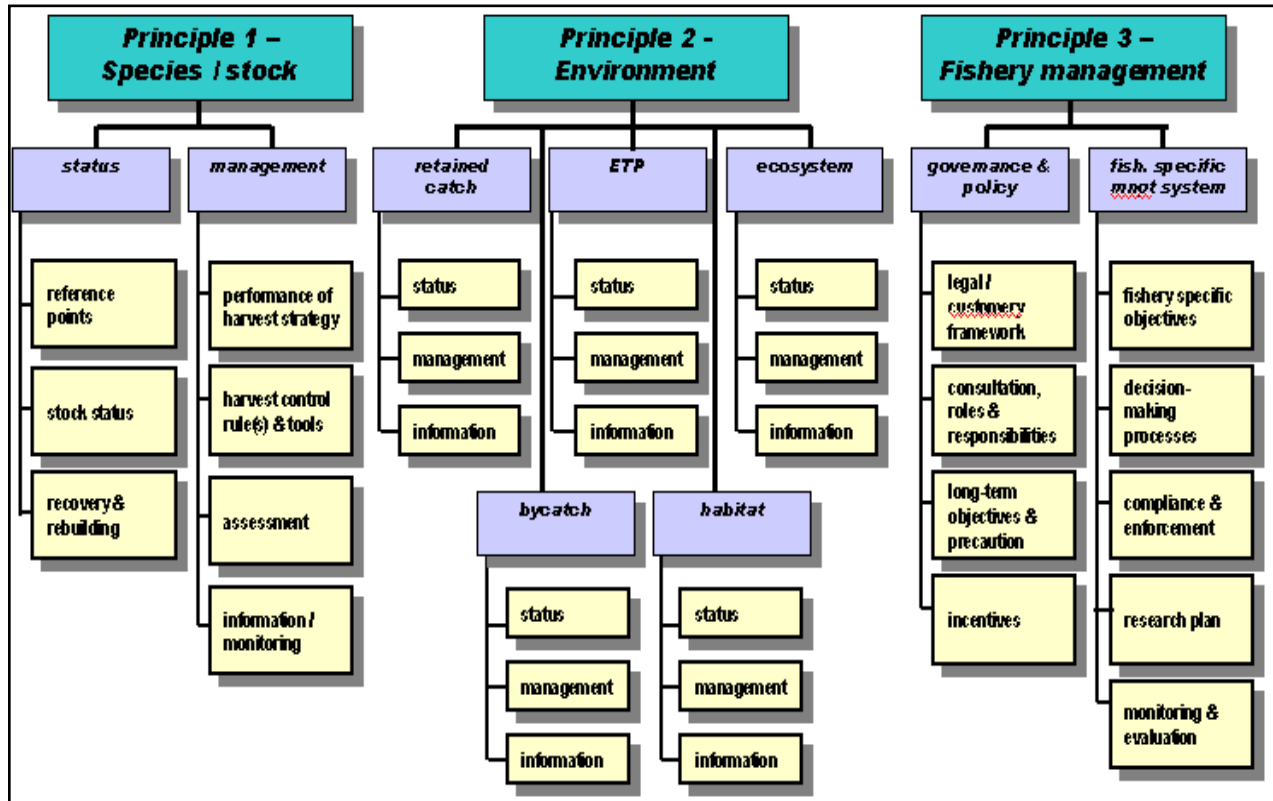 Principle 1 –
Species / stock
status
reference
points
stock status
recovery &
rebuilding
management
performance of
harvest strategy
harvest control
rule(s) & tools
assessment
information /
monitoring
Principle 2 -
Environment
retained
catch
status
management
information
ETP
status
management
information
ecosystem
status
management
information
bycatch
status
management
information
habitat
status
management
information
Principle 3 –
Fishery management
governance &
policy
legal /
customery
framework
consultation,
roles &
responsibilities
long-term
objectives &
precaution
incentives
fish. specific
mngt system
fishery specific
objectives
decision-
making
processes
compliance &
enforcement
research plan
monitoring &
evaluation